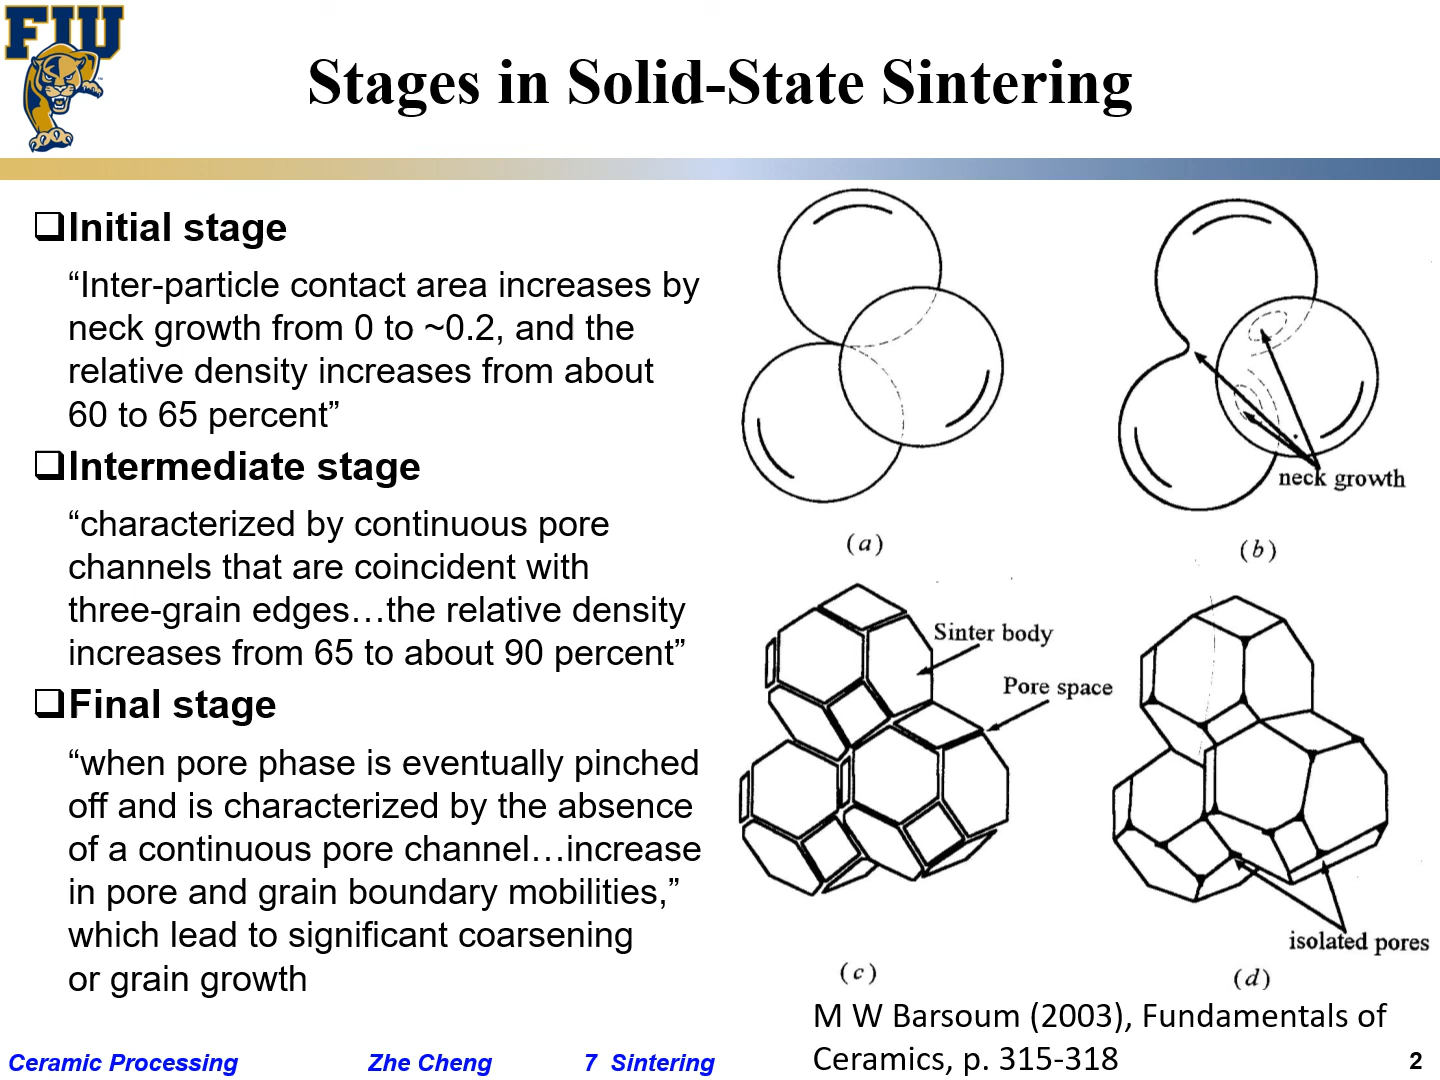 FIU
Stages in Solid-State Sintering
❑Initial stage
“Inter-particle contact area increases by
neck growth from 0 to ~0.2, and the
relative density increases from about
60 to 65 percent”
❑Intermediate stage
“characterized by continuous pore
channels that are coincident with
three-grain edges…the relative density
increases from 65 to about 90 percent”
❑Final stage
“when pore phase is eventually pinched
off and is characterized by the absence
of a continuous pore channel…increase
in pore and grain boundary mobilities,”
which lead to significant coarsening
or grain growth
neck growth
(a)
(b)
Sinter body
Pore space
isolated pores
(c)
(d)
M W Barsoum (2003), Fundamentals of
Ceramics, p. 315-318
Ceramic Processing Zhe Cheng 7 Sintering 2